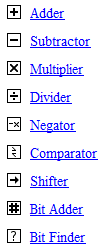 Adder
Subtractor
Multiplier
Divider
-x Negator
Comparator
Shifter
# Bit Adder
? Bit Finder